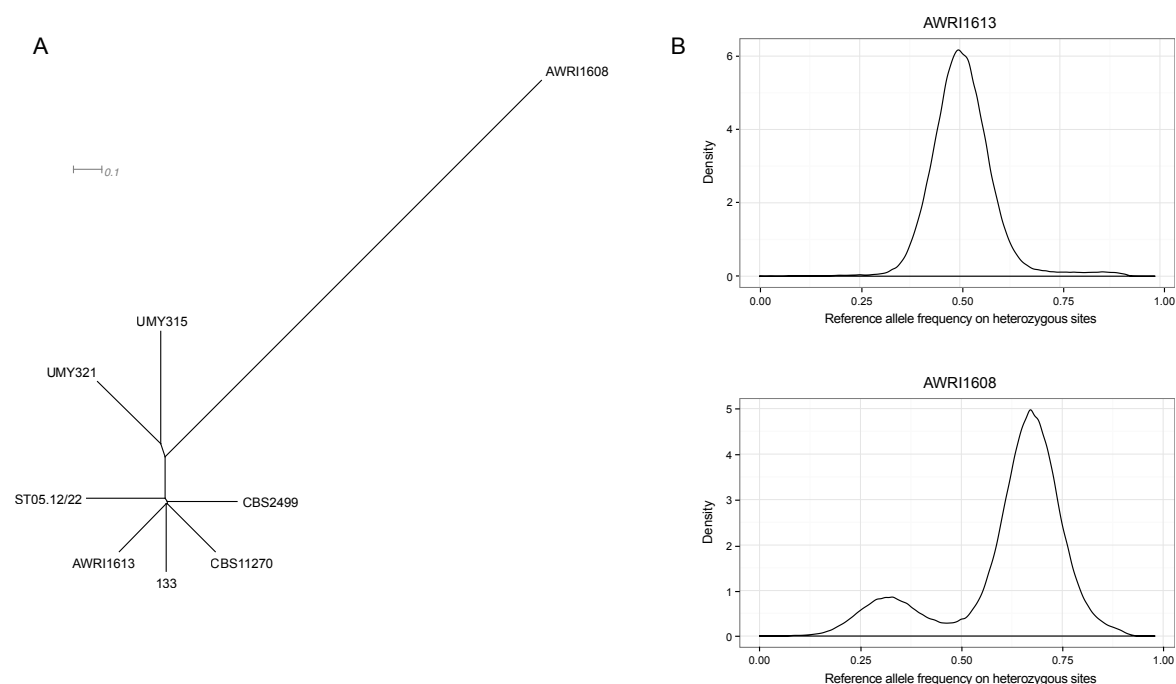 A
AWRI1608
0.1
UMY315
UMY321
ST05.12/22
CBS2499
AWRI1613
CBS11270
133
B
AWRI1613
Density
6
4
2
0
0.00 0.25 0.50 0.75 1.00
Reference allele frequency on heterozygous sites
AWRI1608
Density
5
4
3
2
1
0
0.00 0.25 0.50 0.75 1.00
Reference allele frequency on heterozygous sites